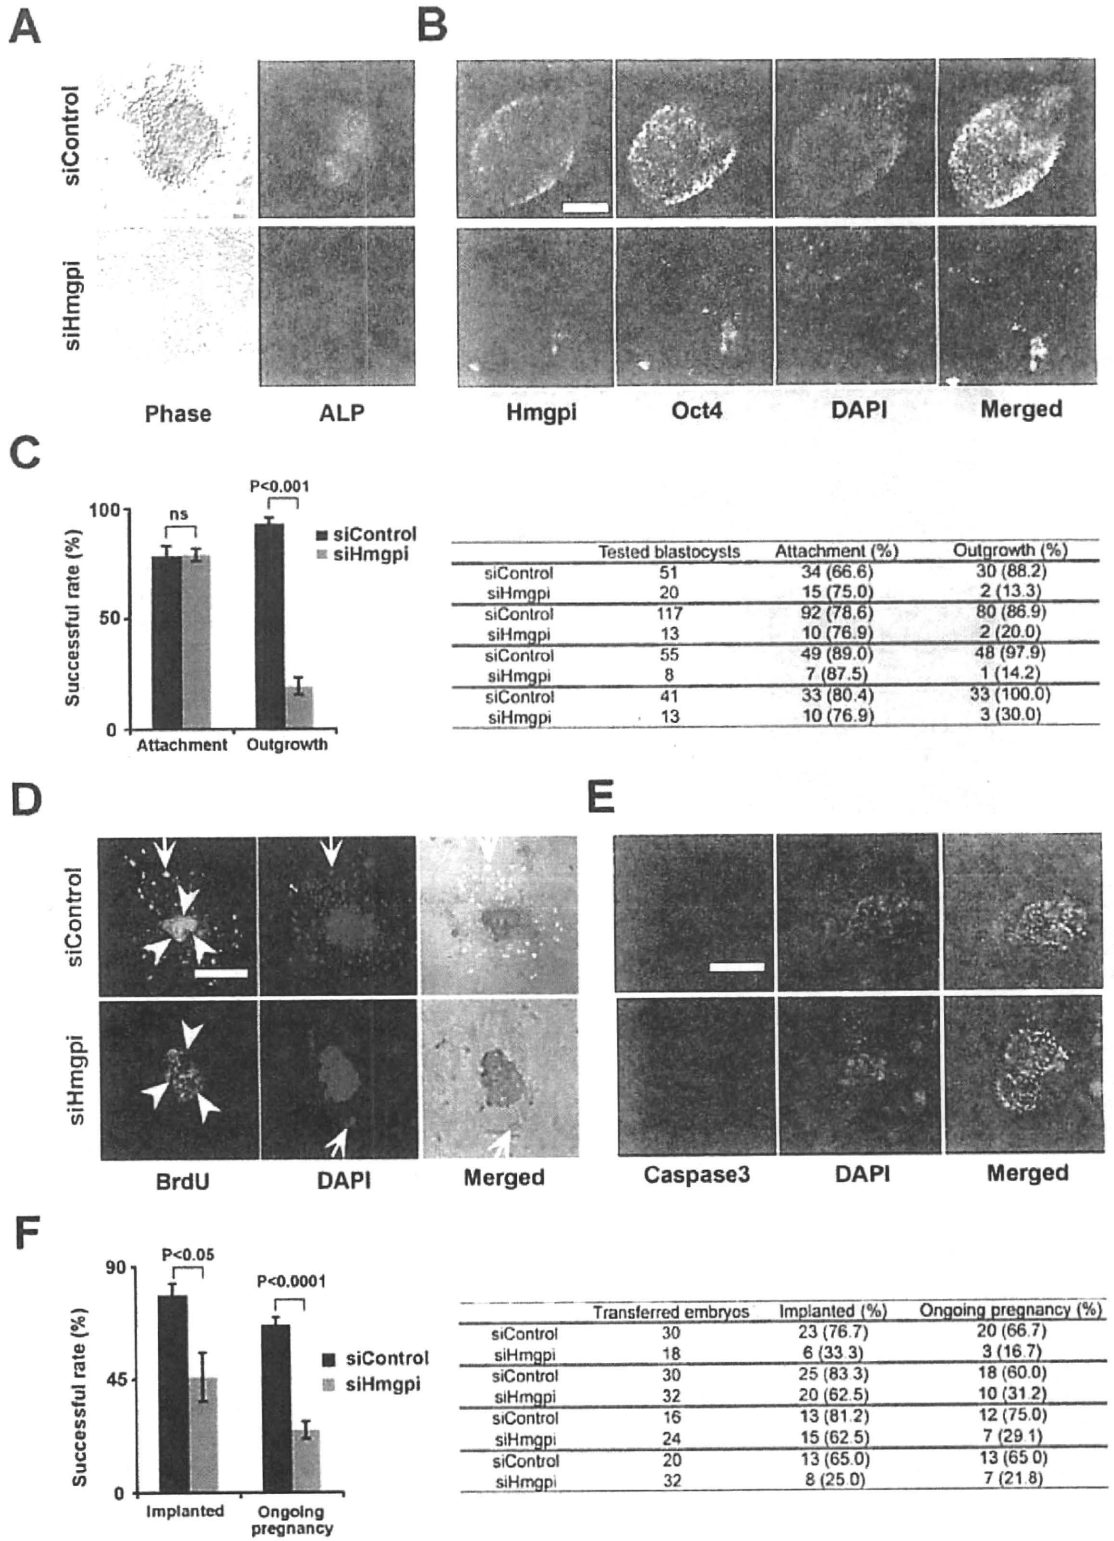 A
B
siControl
siHmgpi
Phase
ALP
Hmgpi
Oct4
DAPI
Merged
C
Successful rate (%)
100
50
0
ns
P<0.001
siControl
siHmgpi
Attachment
Outgrowth
Tested blastocysts Attachment (%) Outgrowth (%)
siControl 51 34 (66.6) 30 (88.2)
siHmgpi 20 15 (75.0) 2 (13.3)
siControl 117 92 (78.6) 80 (86.9)
siHmgpi 13 10 (76.9) 2 (20.0)
siControl 55 49 (89.0) 48 (97.9)
siHmgpi 8 7 (87.5) 1 (14.2)
siControl 41 33 (80.4) 33 (100.0)
siHmgpi 13 10 (76.9) 3 (30.0)
D
E
siControl
siHmgpi
BrdU
DAPI
Merged
Caspase3
DAPI
Merged
F
Successful rate (%)
90
45
0
P<0.05
P<0.0001
siControl
siHmgpi
Implanted
Ongoing
pregnancy
Transferred embryos Implanted (%) Ongoing pregnancy (%)
siControl 30 23 (76.7) 20 (66.7)
siHmgpi 18 6 (33.3) 3 (16.7)
siControl 30 25 (83.3) 18 (60.0)
siHmgpi 32 20 (62.5) 10 (31.2)
siControl 16 13 (81.2) 12 (75.0)
siHmgpi 24 15 (62.5) 7 (29.1)
siControl 20 13 (65.0) 13 (65.0)
siHmgpi 32 8 (25.0) 7 (21.8)